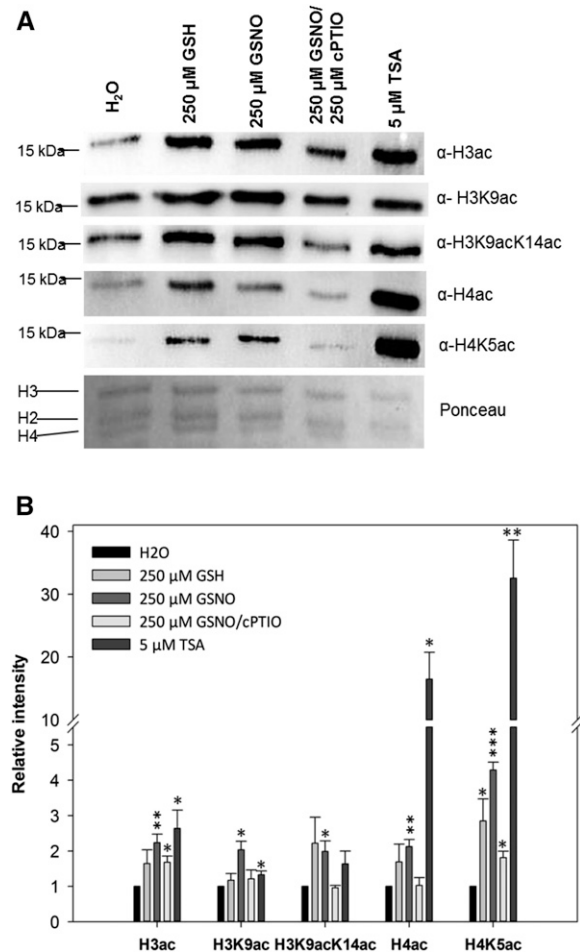 A
H2O
250 µM GSH
250 µM GSNO
250 µM GSNO/
250 µM cPTIO
5 µM TSA
15 kDa
α-H3ac
15 kDa
α- H3K9ac
15 kDa
α-H3K9acK14ac
15 kDa
α-H4ac
15 kDa
α-H4K5ac
H3
H2
H4
Ponceau
B
Relative intensity
40
30
20
10
5
4
3
2
1
0
H2O
250 µM GSH
250 µM GSNO
250 µM GSNO/cPTIO
5 µM TSA
**
*
*
*
*
*
**
*
*
***
*
**
H3ac
H3K9ac
H3K9acK14ac
H4ac
H4K5ac